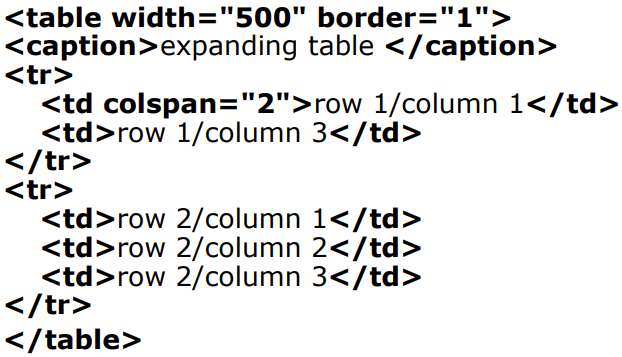 <table width="500" border="1">
<caption>expanding table </caption>
<tr>
<td colspan="2">row 1/column 1</td>
<td>row 1/column 3</td>
</tr>
<tr>
<td>row 2/column 1</td>
<td>row 2/column 2</td>
<td>row 2/column 3</td>
</tr>
</table>